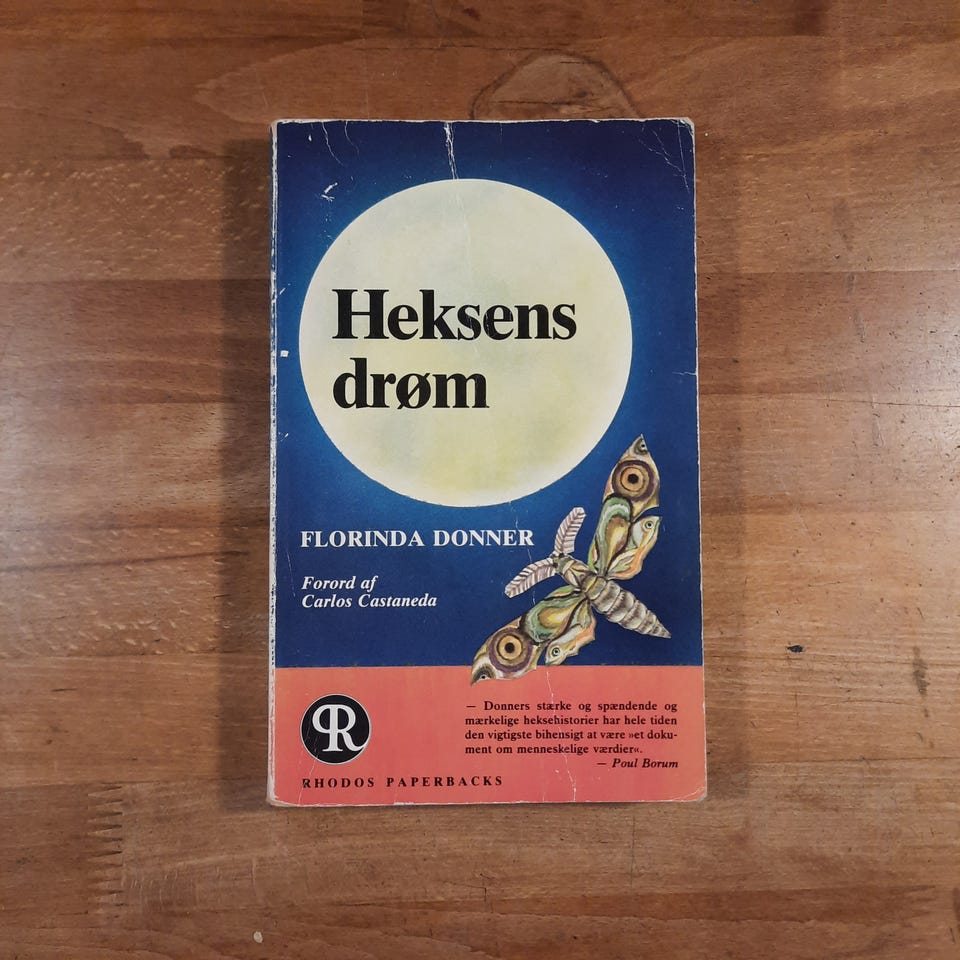 Heksens
drøm
FLORINDA DONNER
Forord af
Carlos Castaneda
— Donners stærke og spændende og
mærkelige heksehistorier har hele tiden
den vigtigste bihensigt at være »et doku-
ment om menneskelige værdier«.
— Poul Borum
R
RHODOS PAPERBACKS